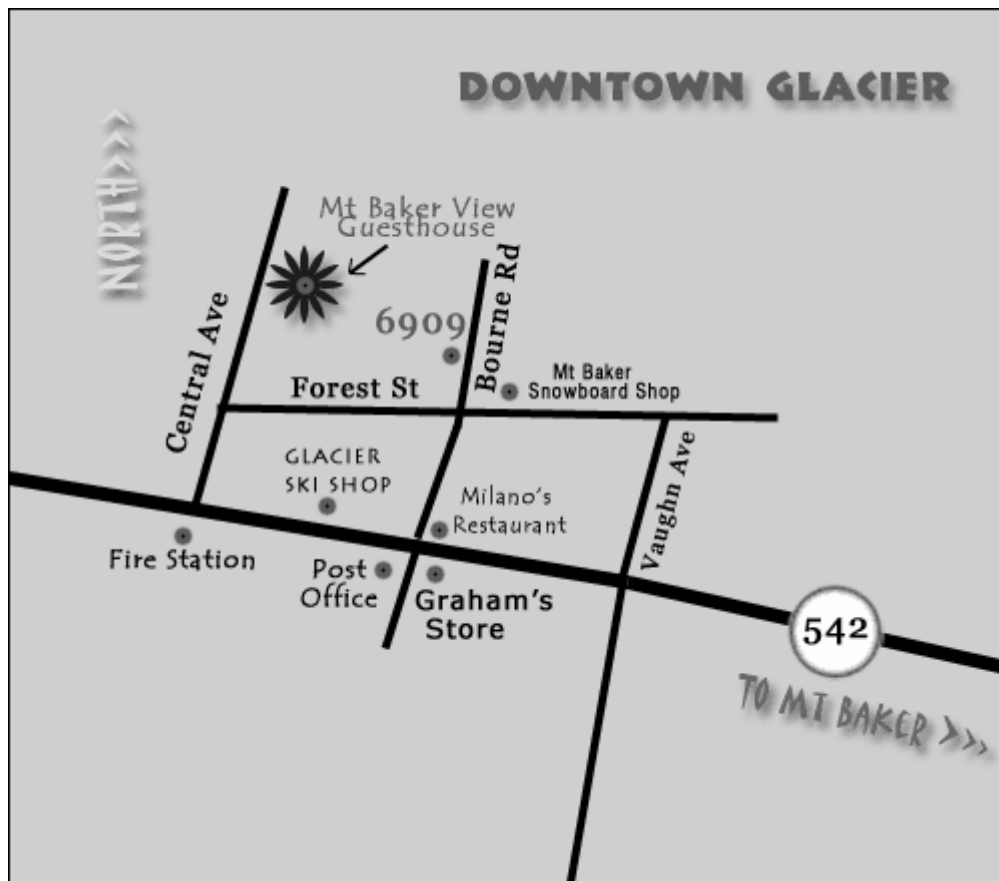 DOWNTOWN GLACIER
NORTH>>>
Mt Baker View
Guesthouse
Bourne Rd
6909
Central Ave
Forest St
Mt Baker
Snowboard Shop
GLACIER
SKI SHOP
Milano's
Restaurant
Vaughn Ave
Fire Station
Post
Office
Graham's
Store
542
TO MT BAKER >>>